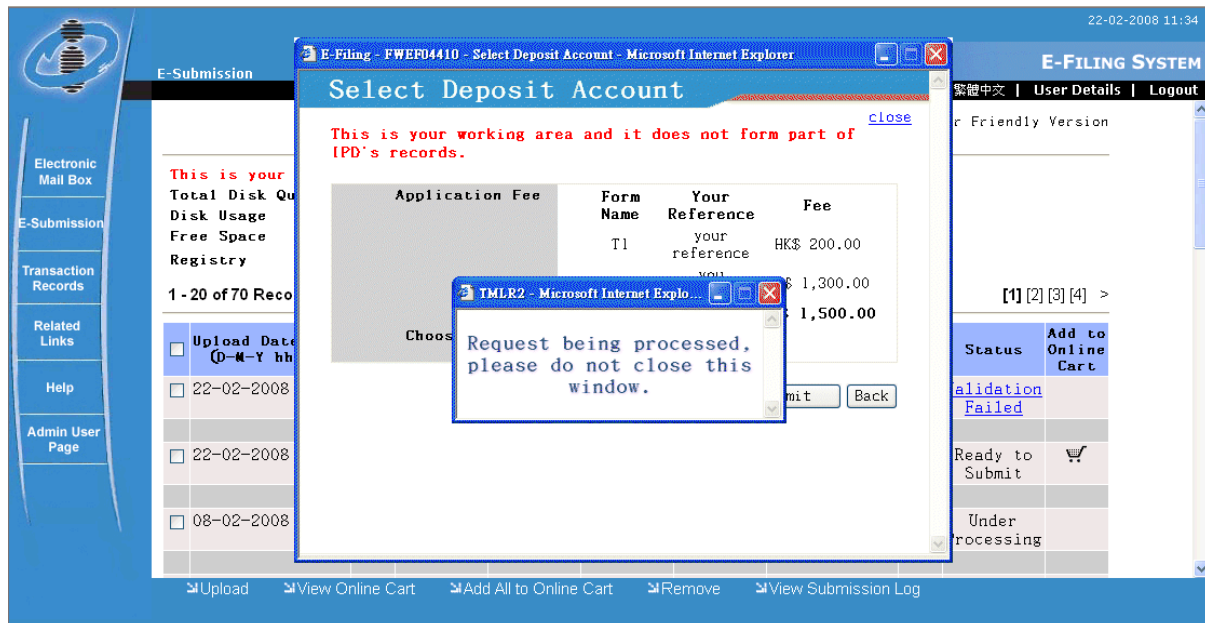 22-02-2008 11:34
E-Filing - FWEF04410 - Select Deposit Account - Microsoft Internet Explorer
E-Submission
E-FILING SYSTEM
繁體中文 | User Details | Logout
Select Deposit Account
close
r Friendly Version
This is your working area and it does not form part of
IPD's records.
Electronic
Mail Box
E-Submission
Transaction
Records
Related
Links
Help
Admin User
Page
This is your
Total Disk Qu
Disk Usage
Free Space
Registry
1 - 20 of 70 Reco
[1] [2] [3] [4] >
Application Fee
Form Name
Your Reference
Fee
T1
your reference
HK$ 200.00
you
$ 1,300.00
$ 1,500.00
Choos
TMLR2 - Microsoft Internet Explo...
Request being processed,
please do not close this
window.
mit
Back
Upload Date
(D-M-Y hh
Status
Add to
Online
Cart
22-02-2008
alidation
Failed
22-02-2008
Ready to
Submit
08-02-2008
Under
rocessing
Upload
View Online Cart
Add All to Online Cart
Remove
View Submission Log